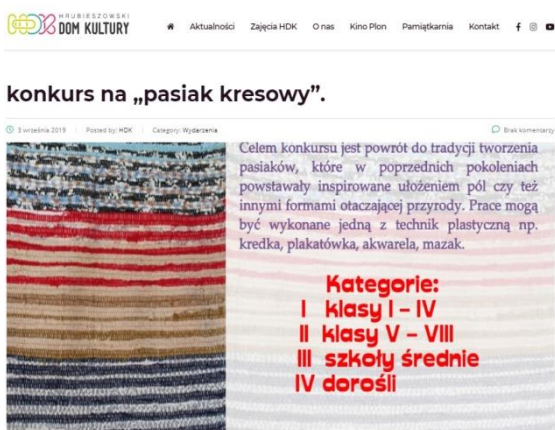 HRUBIESZOWSKI
DOM KULTURY
Aktualności Zajęcia HDK O nas Kino Plon Pamiątkarnia Kontakt
konkurs na „pasiak kresowy”.
3 września 2019 Posted by: HDK Category: Wydarzenia Brak komentarzy
Celem konkursu jest powrót do tradycji tworzenia
pasiaków, które w poprzednich pokoleniach
powstawały inspirowane ułożeniem pól czy też
innymi formami otaczającej przyrody. Prace mogą
być wykonane jedną z technik plastyczną np.
kredka, plakatówka, akwarela, mazak.
Kategorie:
I klasy I – IV
II klasy V – VIII
III szkoły średnie
IV dorośli